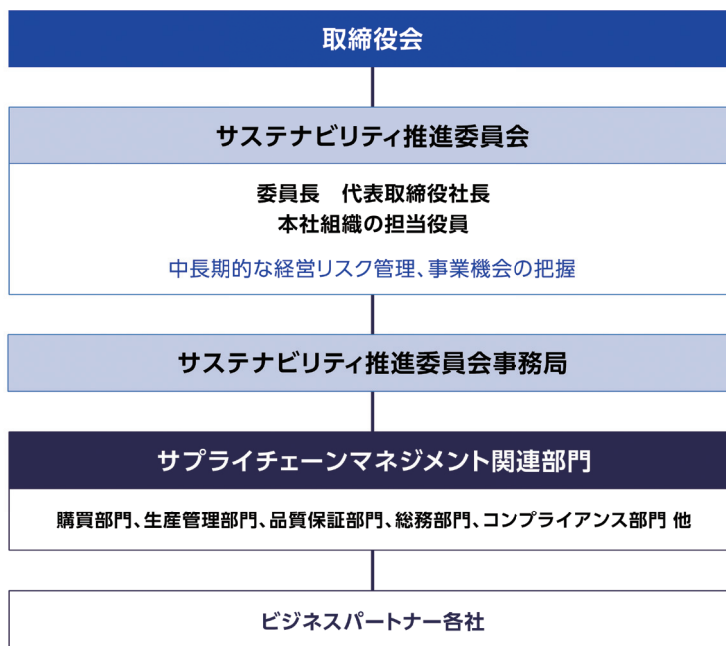 取締役会
サステナビリティ推進委員会
委員長　代表取締役社長
本社組織の担当役員
中長期的な経営リスク管理、事業機会の把握
サステナビリティ推進委員会事務局
サプライチェーンマネジメント関連部門
購買部門、生産管理部門、品質保証部門、総務部門、コンプライアンス部門 他
ビジネスパートナー各社